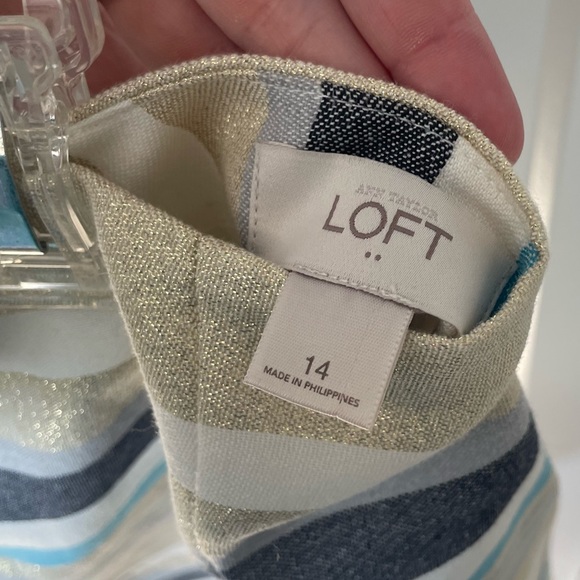 ANN TAYLOR
LOFT
14
MADE IN PHILIPPINES